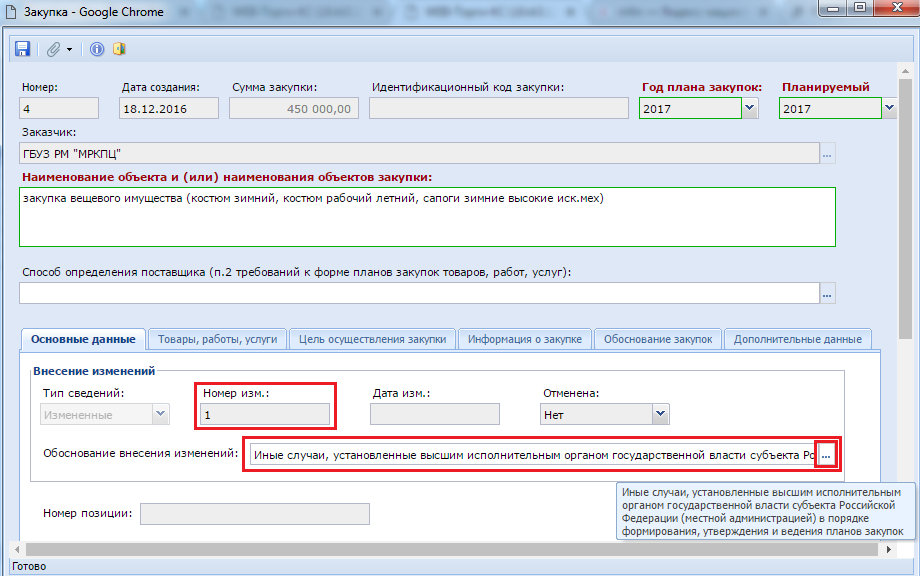 Закупка - Google Chrome
Номер:
Дата создания:
Сумма закупки:
Идентификационный код закупки:
Год плана закупок:
Планируемый
4
18.12.2016
450 000,00
2017
2017
Заказчик:
ГБУЗ РМ "МРКПЦ"
...
Наименование объекта и (или) наименования объектов закупки:
закупка вещевого имущества (костюм зимний, костюм рабочий летний, сапоги зимние высокие иск.мех)
Способ определения поставщика (п.2 требований к форме планов закупок товаров, работ, услуг):
...
Основные данные
Товары, работы, услуги
Цель осуществления закупки
Информация о закупке
Обоснование закупок
Дополнительные данные
Внесение изменений
Тип сведений:
Номер изм.:
Дата изм.:
Отменена:
Измененные
1
Нет
Обоснование внесения изменений:
Иные случаи, установленные высшим исполнительным органом государственной власти субъекта Ро
...
Иные случаи, установленные высшим исполнительным
органом государственной власти субъекта Российской
Федерации (местной администрацией) в порядке
формирования, утверждения и ведения планов закупок
Номер позиции:
Готово